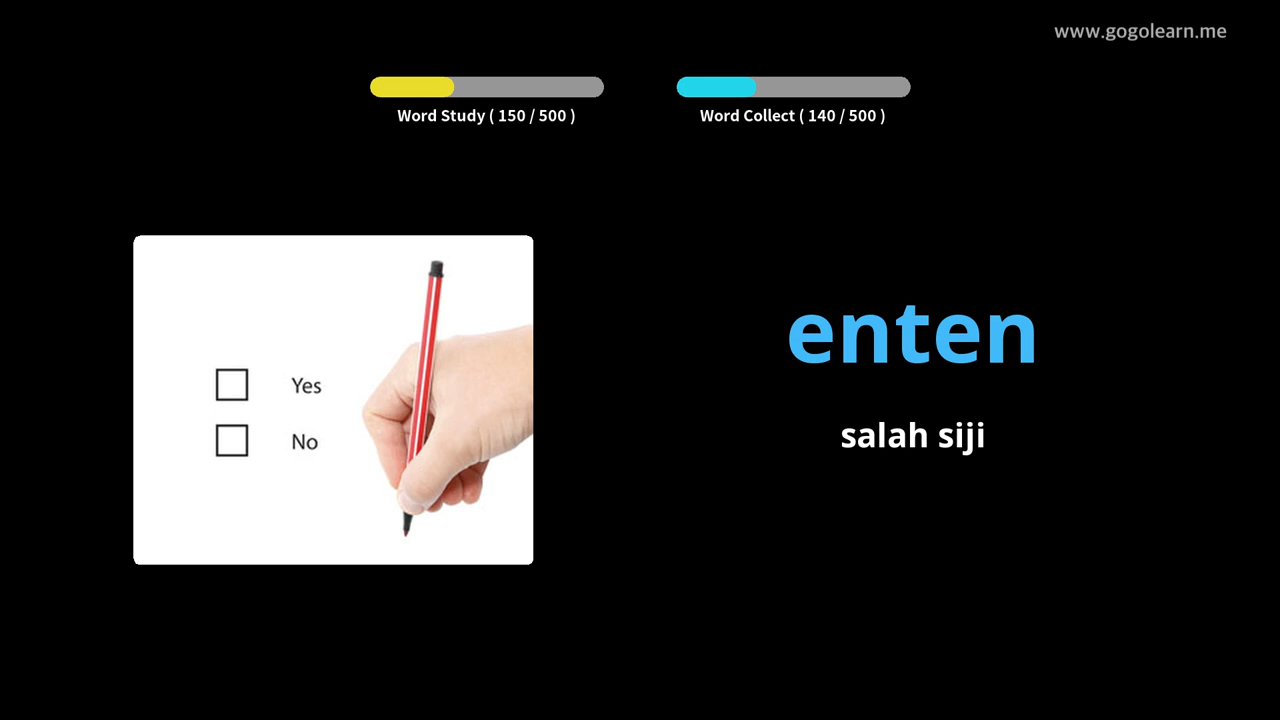 www.gogolearn.me
Word Study ( 150 / 500 )
Word Collect ( 140 / 500 )
Yes
No
enten
salah siji